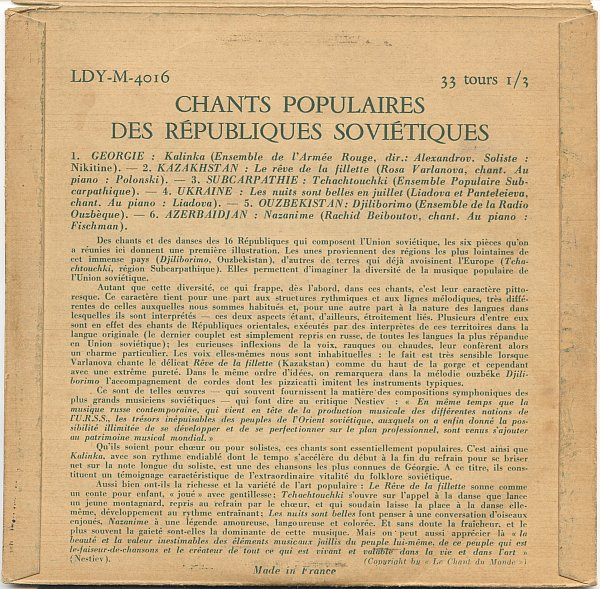 LDY-M-4016
33 tours 1/3
CHANTS POPULAIRES
DES RÉPUBLIQUES SOVIÉTIQUES
1. GEORGIE : Kalinka (Ensemble de l'Armée Rouge, dir.: Alexandrov. Soliste :
Nikitine). — 2. KAZAKHSTAN : Le rêve de la fillette (Rosa Varlanova, chant. Au
piano : Polonski). — 3. SUBCARPATHIE : Tchachtouchki (Ensemble Populaire Sub-
carpathique). — 4. UKRAINE : Les nuits sont belles en juillet (Liadova et Panteleieva,
chant. Au piano : Liadova). — 5. OUZBEKISTAN: Djiliborimo (Ensemble de la Radio
Ouzbèque). — 6. AZERBAIDJAN : Nazanime (Rachid Beiboutov, chant. Au piano :
Fischman).
Des chants et des danses des 16 Républiques qui composent l'Union soviétique, les six pièces qu'on
a réunies ici donnent une première illustration. Les unes proviennent des régions les plus lointaines de
cet immense pays (Djiliborimo, Ouzbekistan), d'autres de terres qui déjà avoisinent l'Europe (Tcha-
chtouchki, région Subcarpathique). Elles permettent d'imaginer la diversité de la musique populaire de
l'Union soviétique.
Autant que cette diversité, ce qui frappe, dès l'abord, dans ces chants, c'est leur caractère pitto-
resque. Ce caractère tient pour une part aux structures rythmiques et aux lignes mélodiques, très diffé-
rentes de celles auxquelles nous sommes habitués et, pour une autre part à la nature des langues dans
lesquelles ils sont interprétés — ces deux aspects étant, d'ailleurs, étroitement liés. Plusieurs d'entre eux
sont en effet des chants de Républiques orientales, exécutés par des interprètes de ces territoires dans la
langue originale (le dernier couplet est simplement repris en russe, de toutes les langues la plus répandue
en Union soviétique); les curieuses inflexions de la voix, rauques ou chaudes, leur confèrent alors
un charme particulier. Les voix elles-mêmes nous sont inhabituelles : le fait est très sensible lorsque
Varlanova chante le délicat Rêve de la fillette (Kazakstan) comme du haut de la gorge et cependant
avec une extrême pureté. Dans le même ordre d'idées, on remarquera dans la mélodie ouzbéke Djili-
borimo l'accompagnement de cordes dont les pizzicatti imitent les instruments typiques.
Ce sont de telles œuvres — qui souvent fournissent la matière des compositions symphoniques des
plus grands musiciens soviétiques — qui font dire au critique Nestiev : « En même temps que la
musique russe contemporaine, qui vient en tête de la production musicale des différentes nations de
l'U.R.S.S., les trésors inépuisables des peuples de l'Orient soviétique, auxquels on a enfin donné la pos-
sibilité illimitée de se développer et de se perfectionner sur le plan professionnel, sont venus s'ajouter
au patrimoine musical mondial. »
Qu'ils soient pour chœur ou pour solistes, ces chants sont essentiellement populaires. C'est ainsi que
Kalinka, avec son rythme endiablé dont le temps s'accélère du début à la fin du refrain pour se briser
net sur la note longue du soliste, est une des chansons les plus connues de Géorgie. A ce titre, ils cons-
tituent un témoignage caractéristique de l'extraordinaire vitalité du folklore soviétique.
Aussi bien ont-ils la richesse et la variété de l'art populaire : Le Rêve de la fillette sonne comme
un conte pour enfant, « joué » avec gentillesse; Tchachtouchki s'ouvre sur l'appel à la danse que lance
un jeune montagnard, repris au refrain par le chœur, et qui soudain laisse la place à la danse elle-
même, développement au rythme entraînant; Les nuits sont belles font penser à une conversation d'oiseaux
enjoués. Nazanime à une légende amoureuse, langoureuse et colorée. Et sans doute la fraîcheur, et le
plus souvent la gaieté sont-elles la dominante de cette musique. Mais on peut aussi apprécier là « la
beauté et la valeur inestimables des éléments musicaux jaillis du peuple lui-même, de ce peuple qui est
le-faiseur-de-chansons et le créateur de tout ce qui est vivant et valable dans la vie et dans l'art »
(Nestiev).
(Copyright by « Le Chant du Monde »)
Made in France